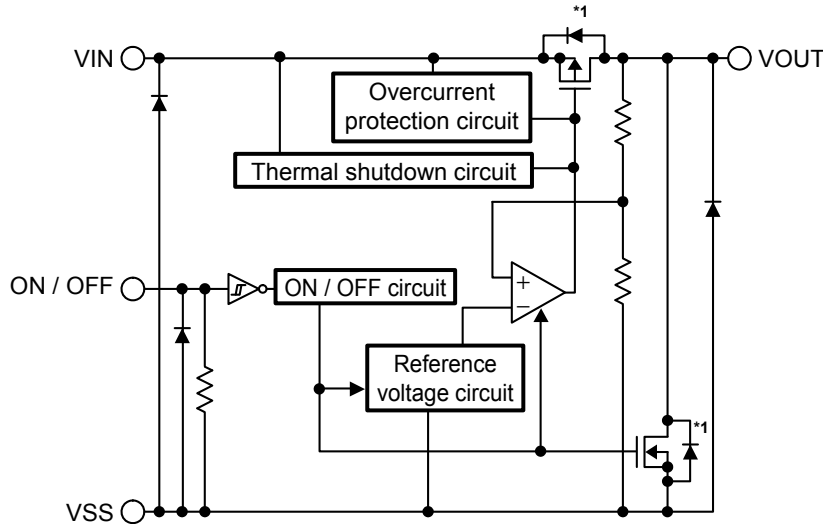 *1
VIN
VOUT
Overcurrent
protection circuit
Thermal shutdown circuit
ON / OFF
ON / OFF circuit
+
−
Reference
voltage circuit
*1
VSS